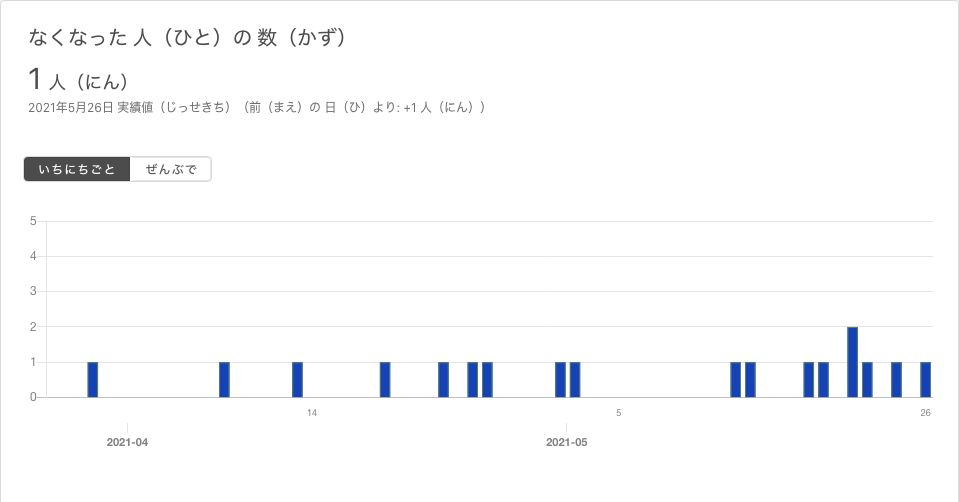 なくなった 人（ひと）の 数（かず）
1 人（にん）
2021年5月26日 実績値（じっせきち）（前（まえ）の 日（ひ）より: +1 人（にん））
いちにちごと ぜんぶで
5
4
3
2
1
0
14 5 26
2021-04 2021-05